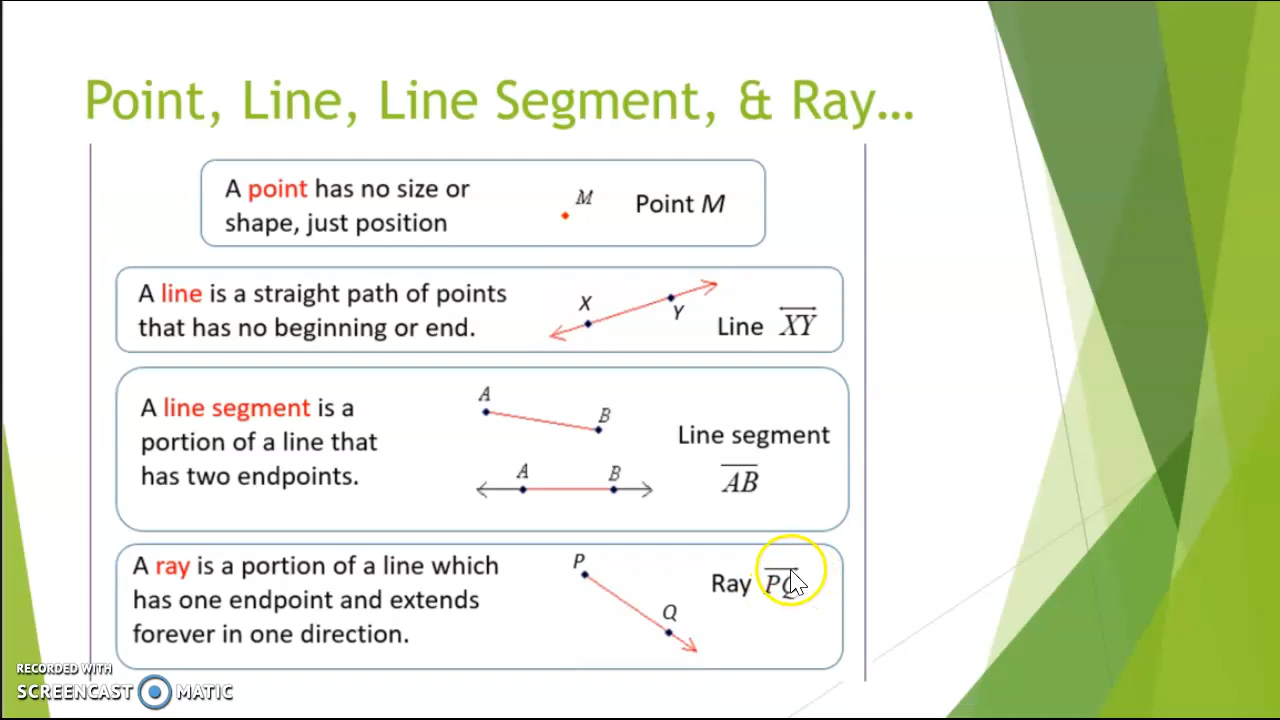 Point, Line, Line Segment, & Ray...
A point has no size or
shape, just position
M
Point M
A line is a straight path of points
that has no beginning or end.
X
Y
Line XY
A line segment is a
portion of a line that
has two endpoints.
A
B
A
B
Line segment
AB
A ray is a portion of a line which
has one endpoint and extends
forever in one direction.
P
Q
Ray PQ
RECORDED WITH
SCREENCAST MATIC